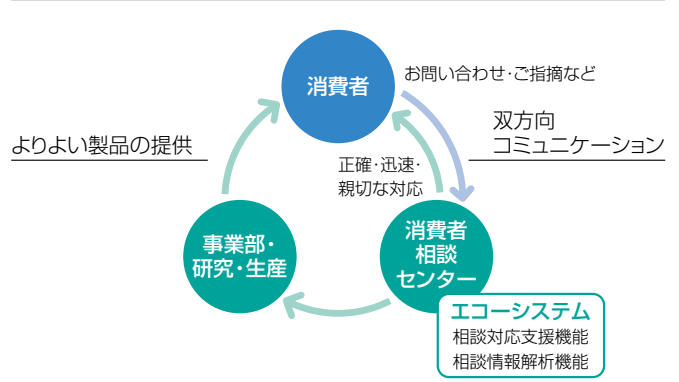 消費者
お問い合わせ・ご指摘など
双方向
コミュニケーション
よりよい製品の提供
正確・迅速・
親切な対応
事業部・
研究・生産
消費者
相談
センター
エコーシステム
相談対応支援機能
相談情報解析機能